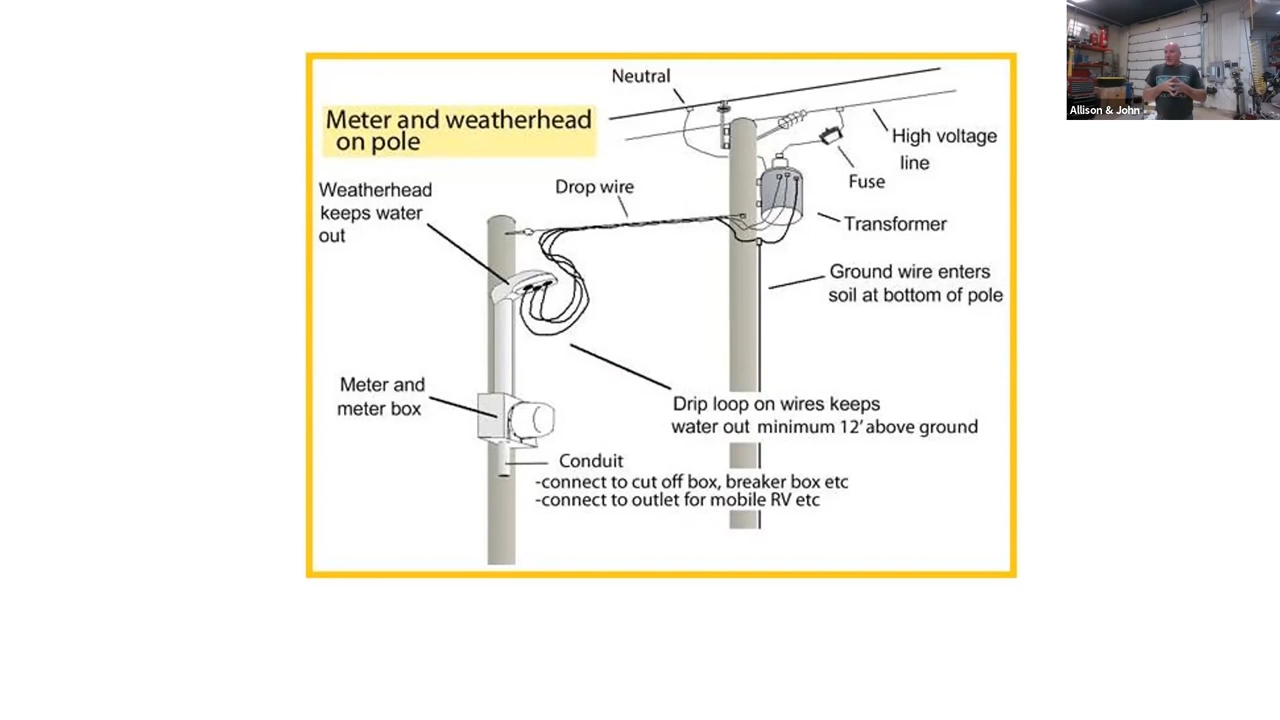 Neutral
Meter and weatherhead
on pole
High voltage
line
Fuse
Weatherhead
keeps water
out
Drop wire
Transformer
Ground wire enters
soil at bottom of pole
Meter and
meter box
Drip loop on wires keeps
water out minimum 12' above ground
Conduit
-connect to cut off box, breaker box etc
-connect to outlet for mobile RV etc
Allison & John